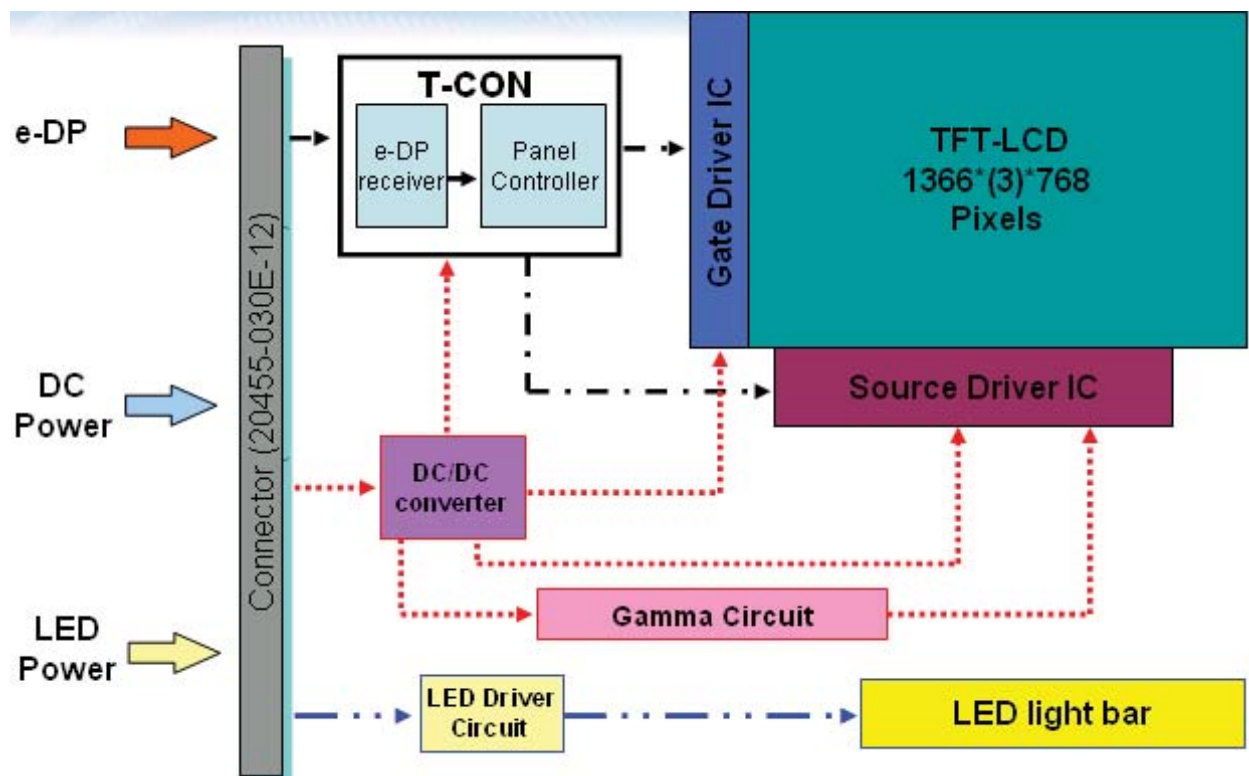 T-CON
e-DP
e-DP
receiver
Panel
Controller
Gate Driver IC
TFT-LCD
1366*(3)*768
Pixels
Connector (20455-030E-12)
DC
Power
Source Driver IC
DC/DC
converter
Gamma Circuit
LED
Power
LED Driver
Circuit
LED light bar